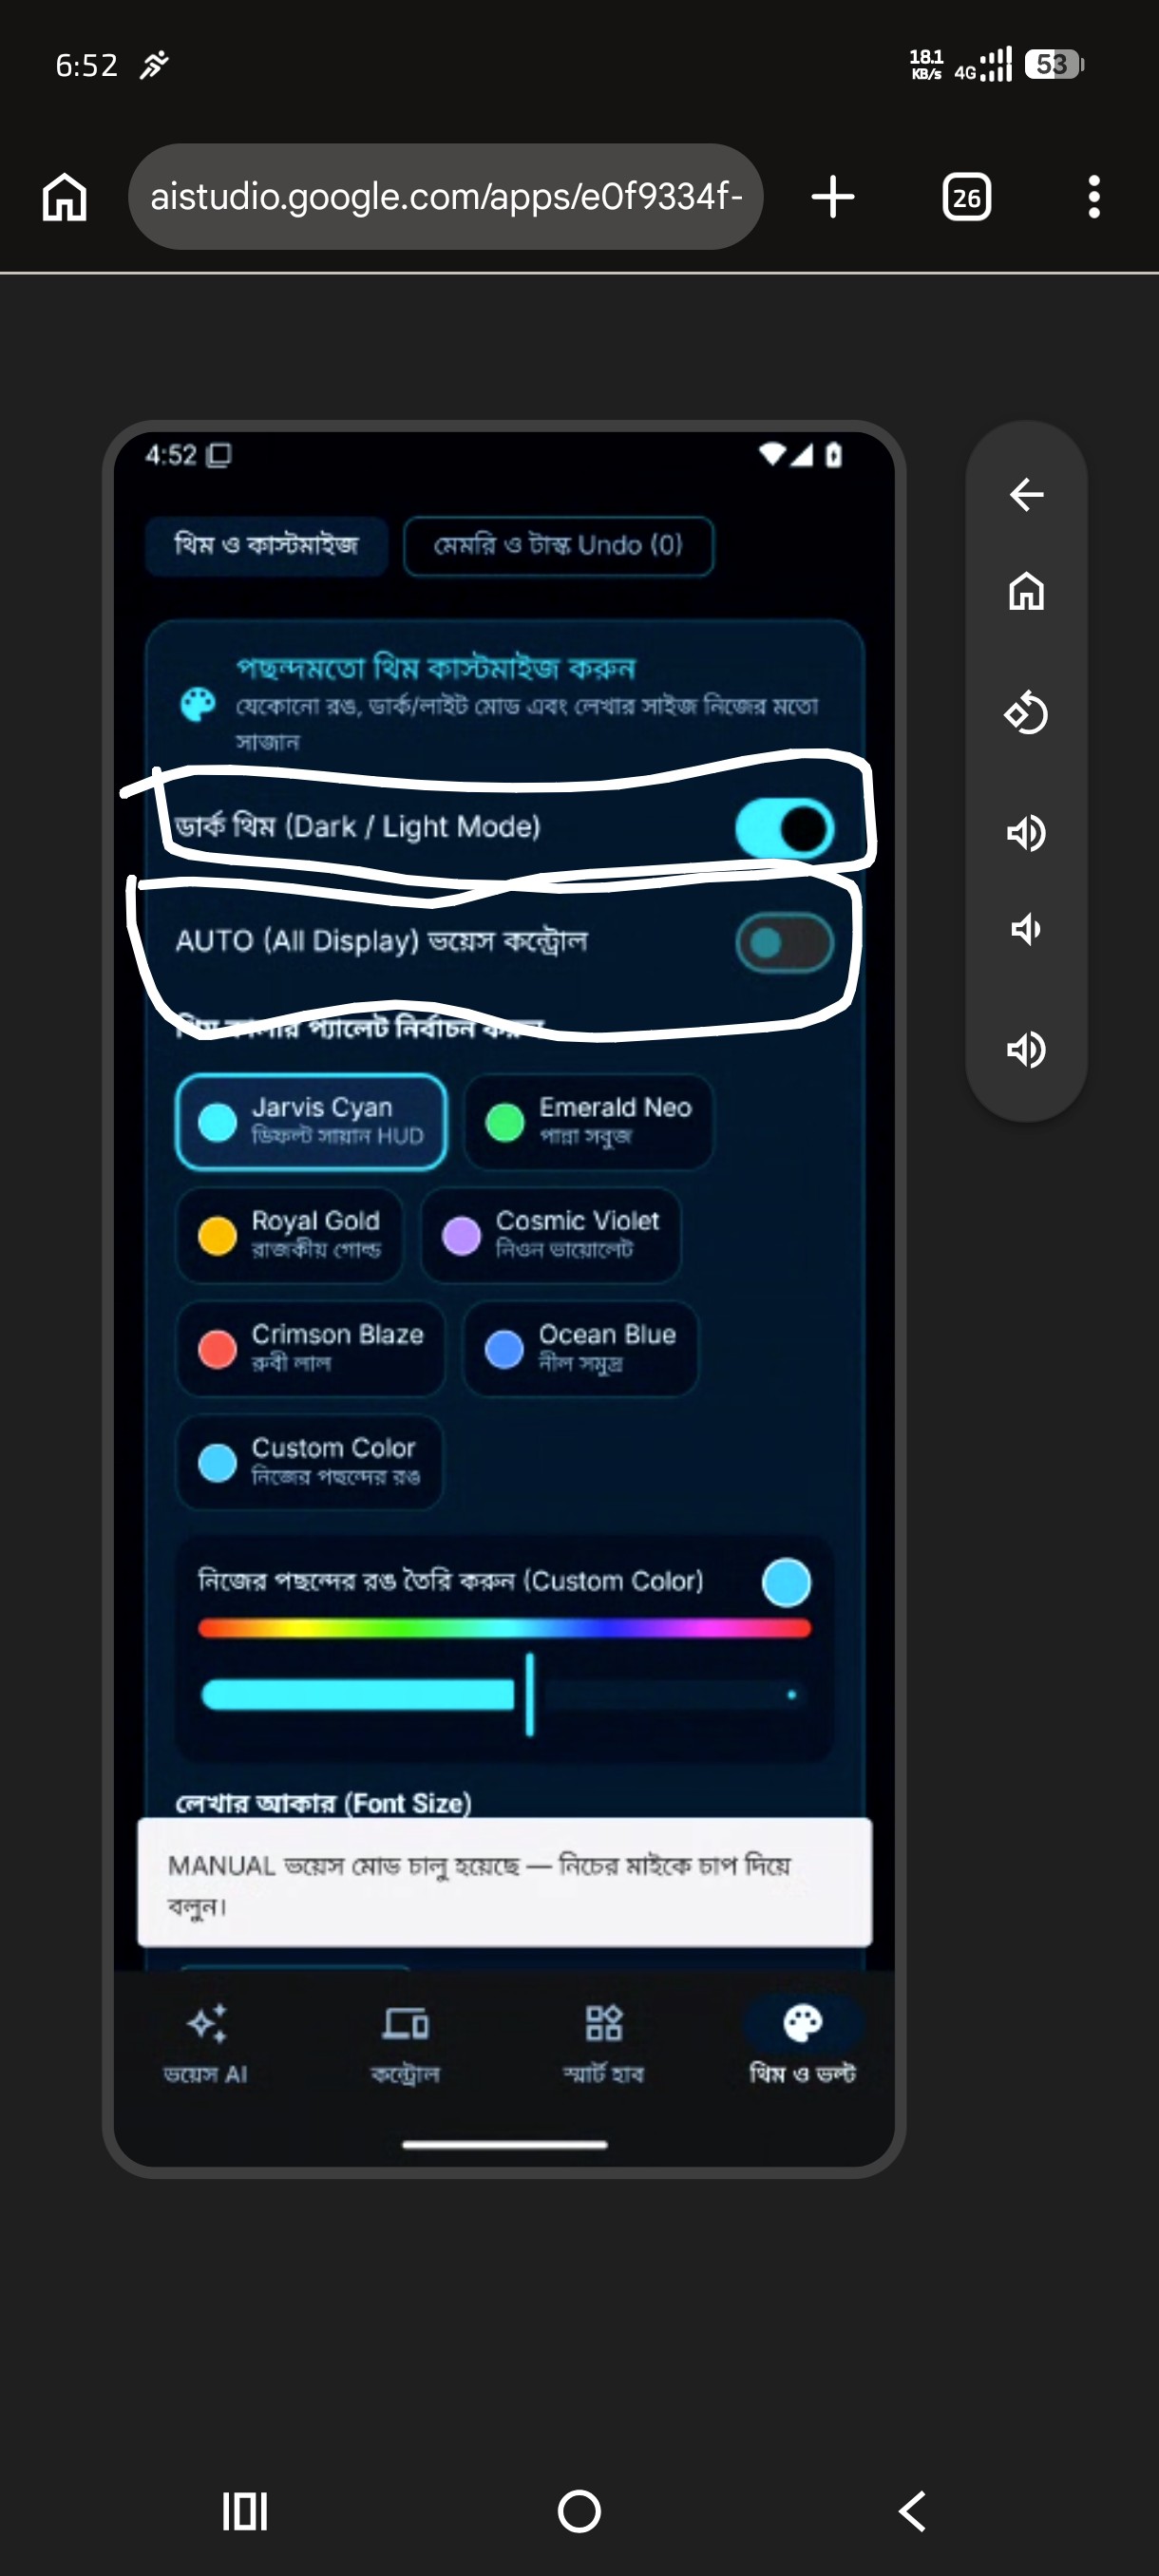 6:52
18.1
KB/s
4G
53
aistudio.google.com/apps/e0f9334f-
26
4:52
থিম ও কাস্টমাইজ
মেমরি ও টাস্ক Undo (0)
পছন্দমতো থিম কাস্টমাইজ করুন
যেকোনো রঙ, ডার্ক/লাইট মোড এবং লেখার সাইজ নিজের মতো
সাজান
ডার্ক থিম (Dark / Light Mode)
AUTO (All Display) ভয়েস কন্ট্রোল
থিম কালার প্যালেট নির্বাচন করুন
Jarvis Cyan
ডিফল্ট সায়ান HUD
Emerald Neo
পান্না সবুজ
Royal Gold
রাজকীয় গোল্ড
Cosmic Violet
নিওন ভায়োলেট
Crimson Blaze
রুবী লাল
Ocean Blue
নীল সমুদ্র
Custom Color
নিজের পছন্দের রঙ
নিজের পছন্দের রঙ তৈরি করুন (Custom Color)
লেখার আকার (Font Size)
MANUAL ভয়েস মোড চালু হয়েছে — নিচের মাইকে চাপ দিয়ে
বলুন।
ভয়েস AI
কন্ট্রোল
স্মার্ট হাব
থিম ও ভল্ট